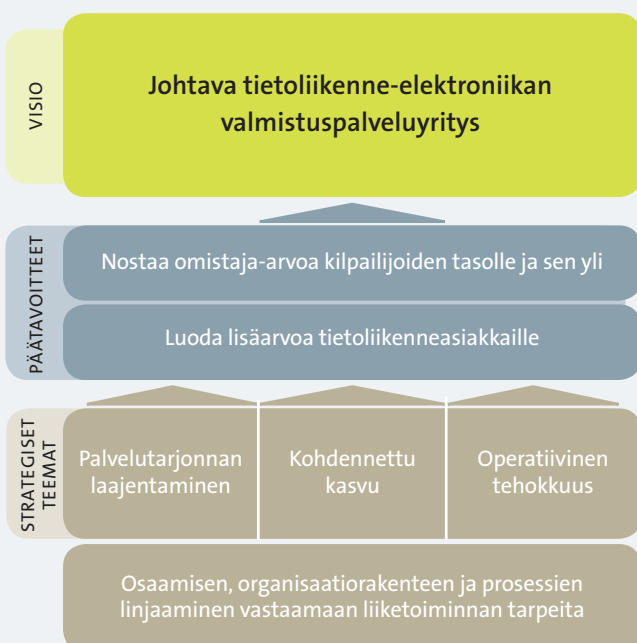 VISIO
Johtava tietoliikenne-elektroniikan
valmistuspalveluyritys
PÄÄTAVOITTEET
Nostaa omistaja-arvoa kilpailijoiden tasolle ja sen yli
Luoda lisäarvoa tietoliikenneasiakkaille
STRATEGISET
TEEMAT
Palvelutarjonnan
laajentaminen
Kohdennettu
kasvu
Operatiivinen
tehokkuus
Osaamisen, organisaatiorakenteen ja prosessien
linjaaminen vastaamaan liiketoiminnan tarpeita